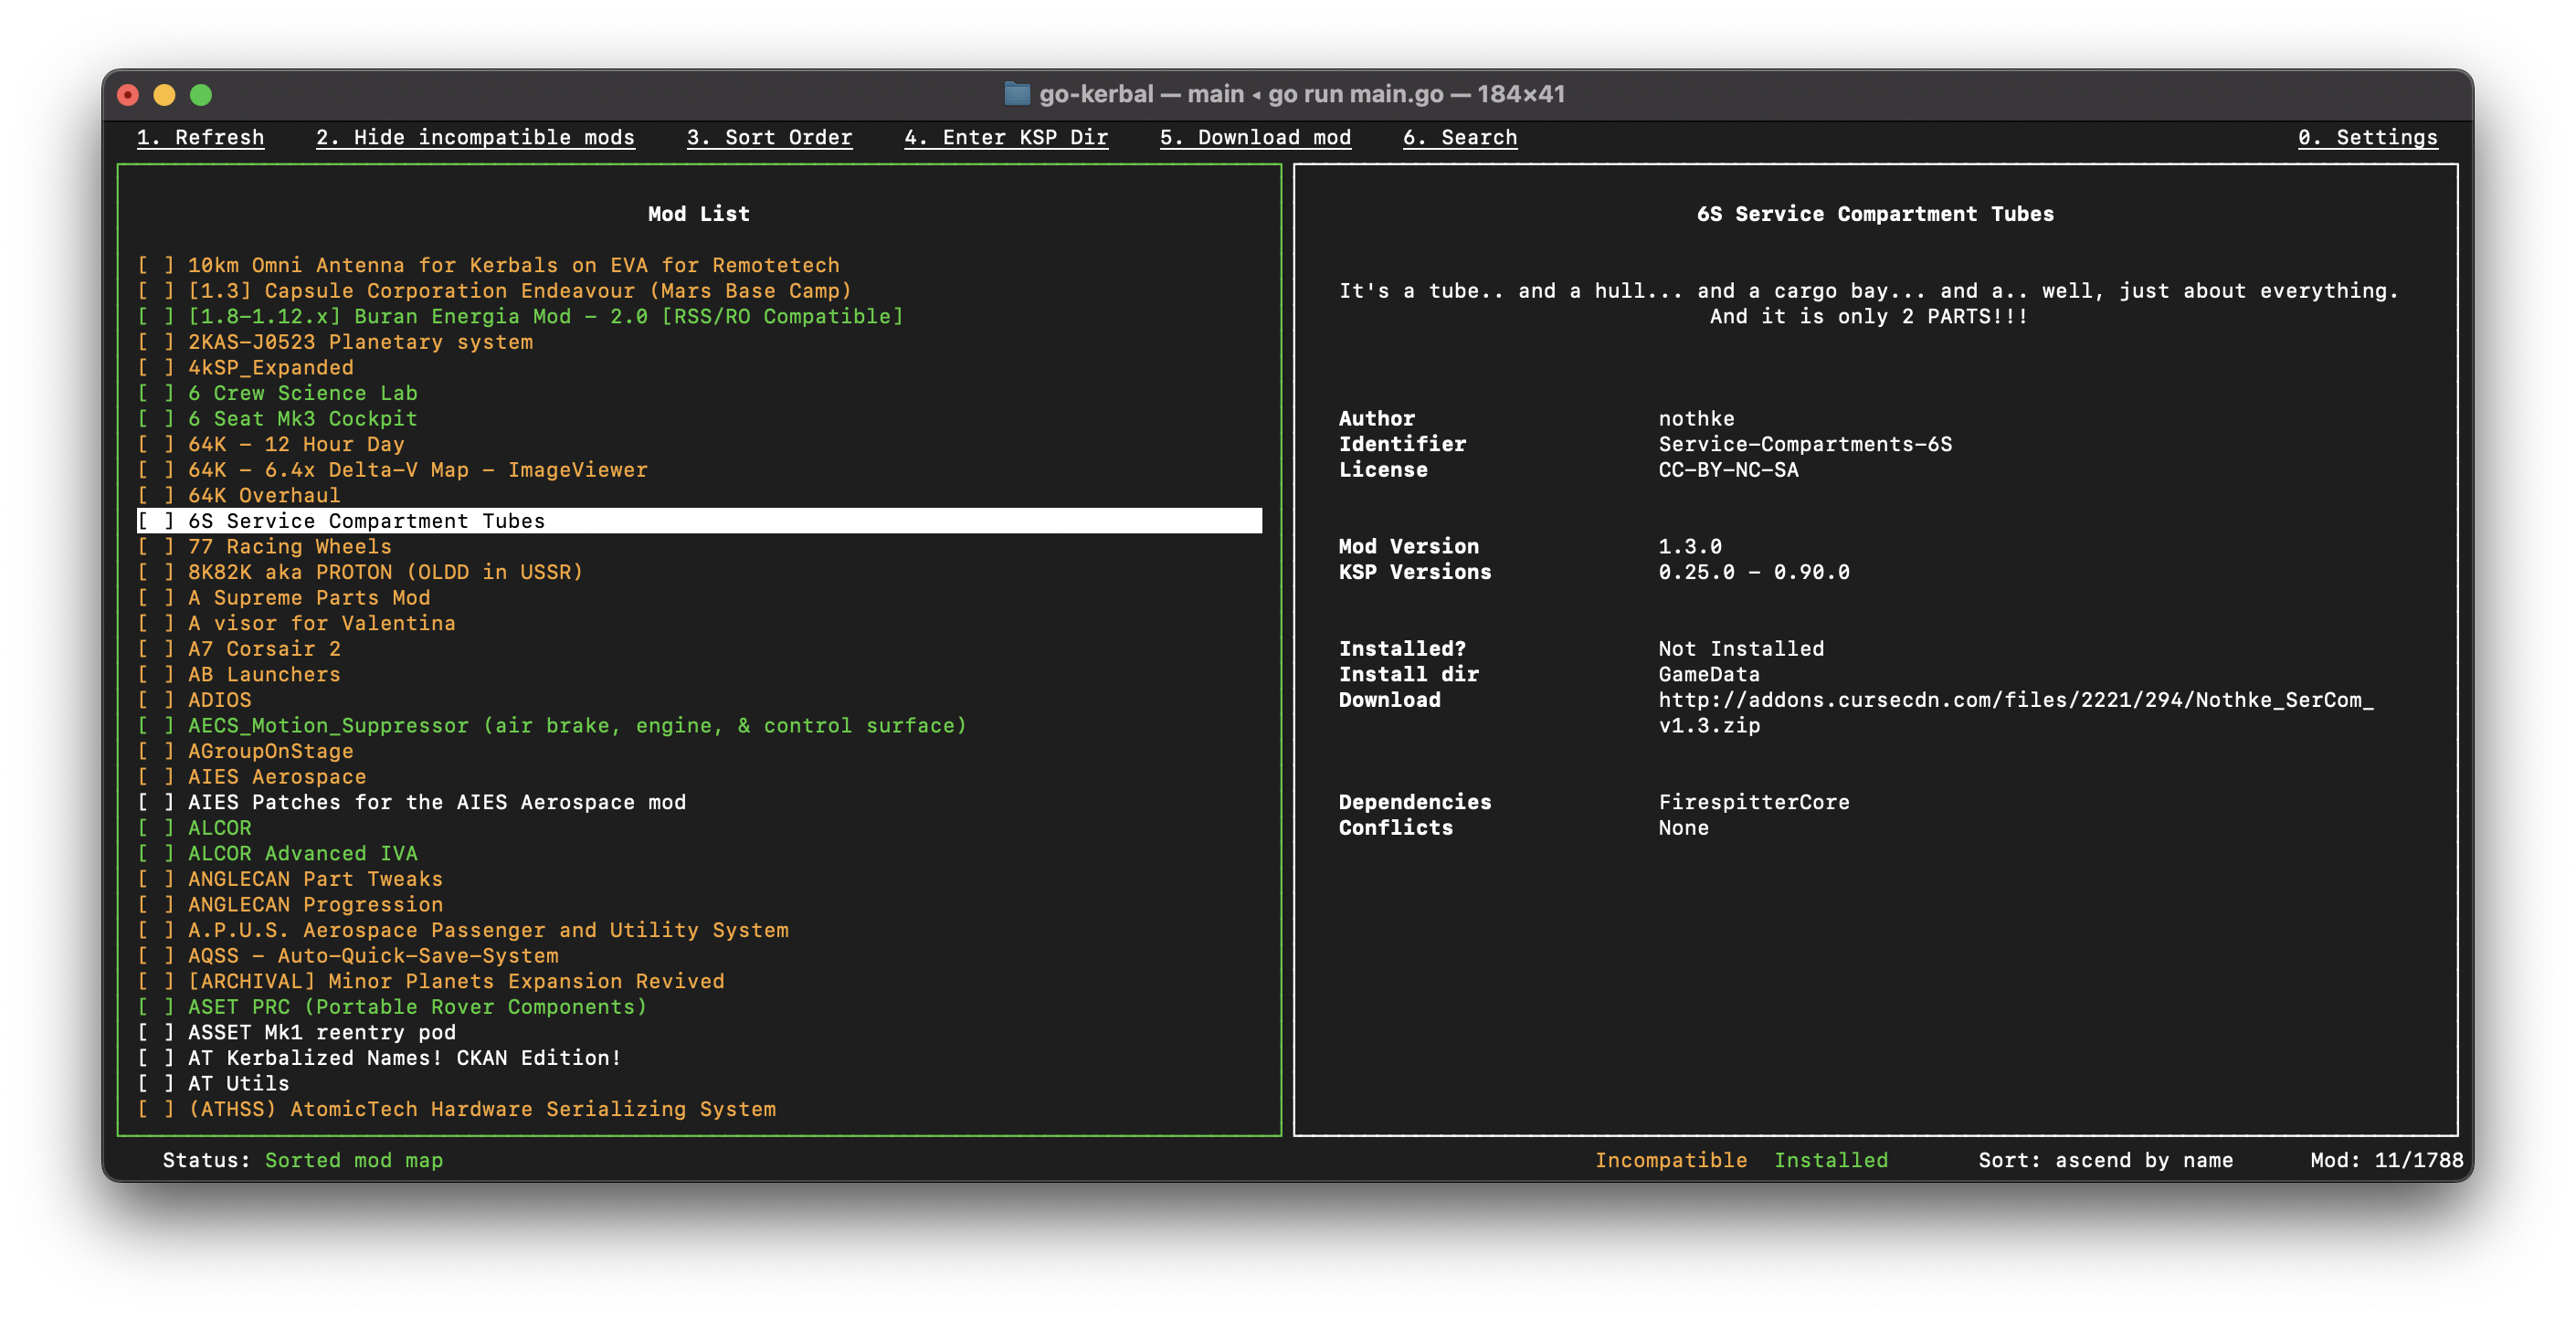 go-kerbal — main ◂ go run main.go — 184×41
1. Refresh 2. Hide incompatible mods 3. Sort Order 4. Enter KSP Dir 5. Download mod 6. Search 0. Settings
Mod List
[ ] 10km Omni Antenna for Kerbals on EVA for Remotetech
[ ] [1.3] Capsule Corporation Endeavour (Mars Base Camp)
[ ] [1.8-1.12.x] Buran Energia Mod - 2.0 [RSS/RO Compatible]
[ ] 2KAS-J0523 Planetary system
[ ] 4kSP_Expanded
[ ] 6 Crew Science Lab
[ ] 6 Seat Mk3 Cockpit
[ ] 64K - 12 Hour Day
[ ] 64K - 6.4x Delta-V Map - ImageViewer
[ ] 64K Overhaul
[ ] 6S Service Compartment Tubes
[ ] 77 Racing Wheels
[ ] 8K82K aka PROTON (OLDD in USSR)
[ ] A Supreme Parts Mod
[ ] A visor for Valentina
[ ] A7 Corsair 2
[ ] AB Launchers
[ ] ADIOS
[ ] AECS_Motion_Suppressor (air brake, engine, & control surface)
[ ] AGroupOnStage
[ ] AIES Aerospace
[ ] AIES Patches for the AIES Aerospace mod
[ ] ALCOR
[ ] ALCOR Advanced IVA
[ ] ANGLECAN Part Tweaks
[ ] ANGLECAN Progression
[ ] A.P.U.S. Aerospace Passenger and Utility System
[ ] AQSS - Auto-Quick-Save-System
[ ] [ARCHIVAL] Minor Planets Expansion Revived
[ ] ASET PRC (Portable Rover Components)
[ ] ASSET Mk1 reentry pod
[ ] AT Kerbalized Names! CKAN Edition!
[ ] AT Utils
[ ] (ATHSS) AtomicTech Hardware Serializing System
6S Service Compartment Tubes
It's a tube.. and a hull... and a cargo bay... and a.. well, just about everything.
And it is only 2 PARTS!!!
Author nothke
Identifier Service-Compartments-6S
License CC-BY-NC-SA
Mod Version 1.3.0
KSP Versions 0.25.0 - 0.90.0
Installed? Not Installed
Install dir GameData
Download http://addons.cursecdn.com/files/2221/294/Nothke_SerCom_
v1.3.zip
Dependencies FirespitterCore
Conflicts None
Status: Sorted mod map Incompatible Installed Sort: ascend by name Mod: 11/1788